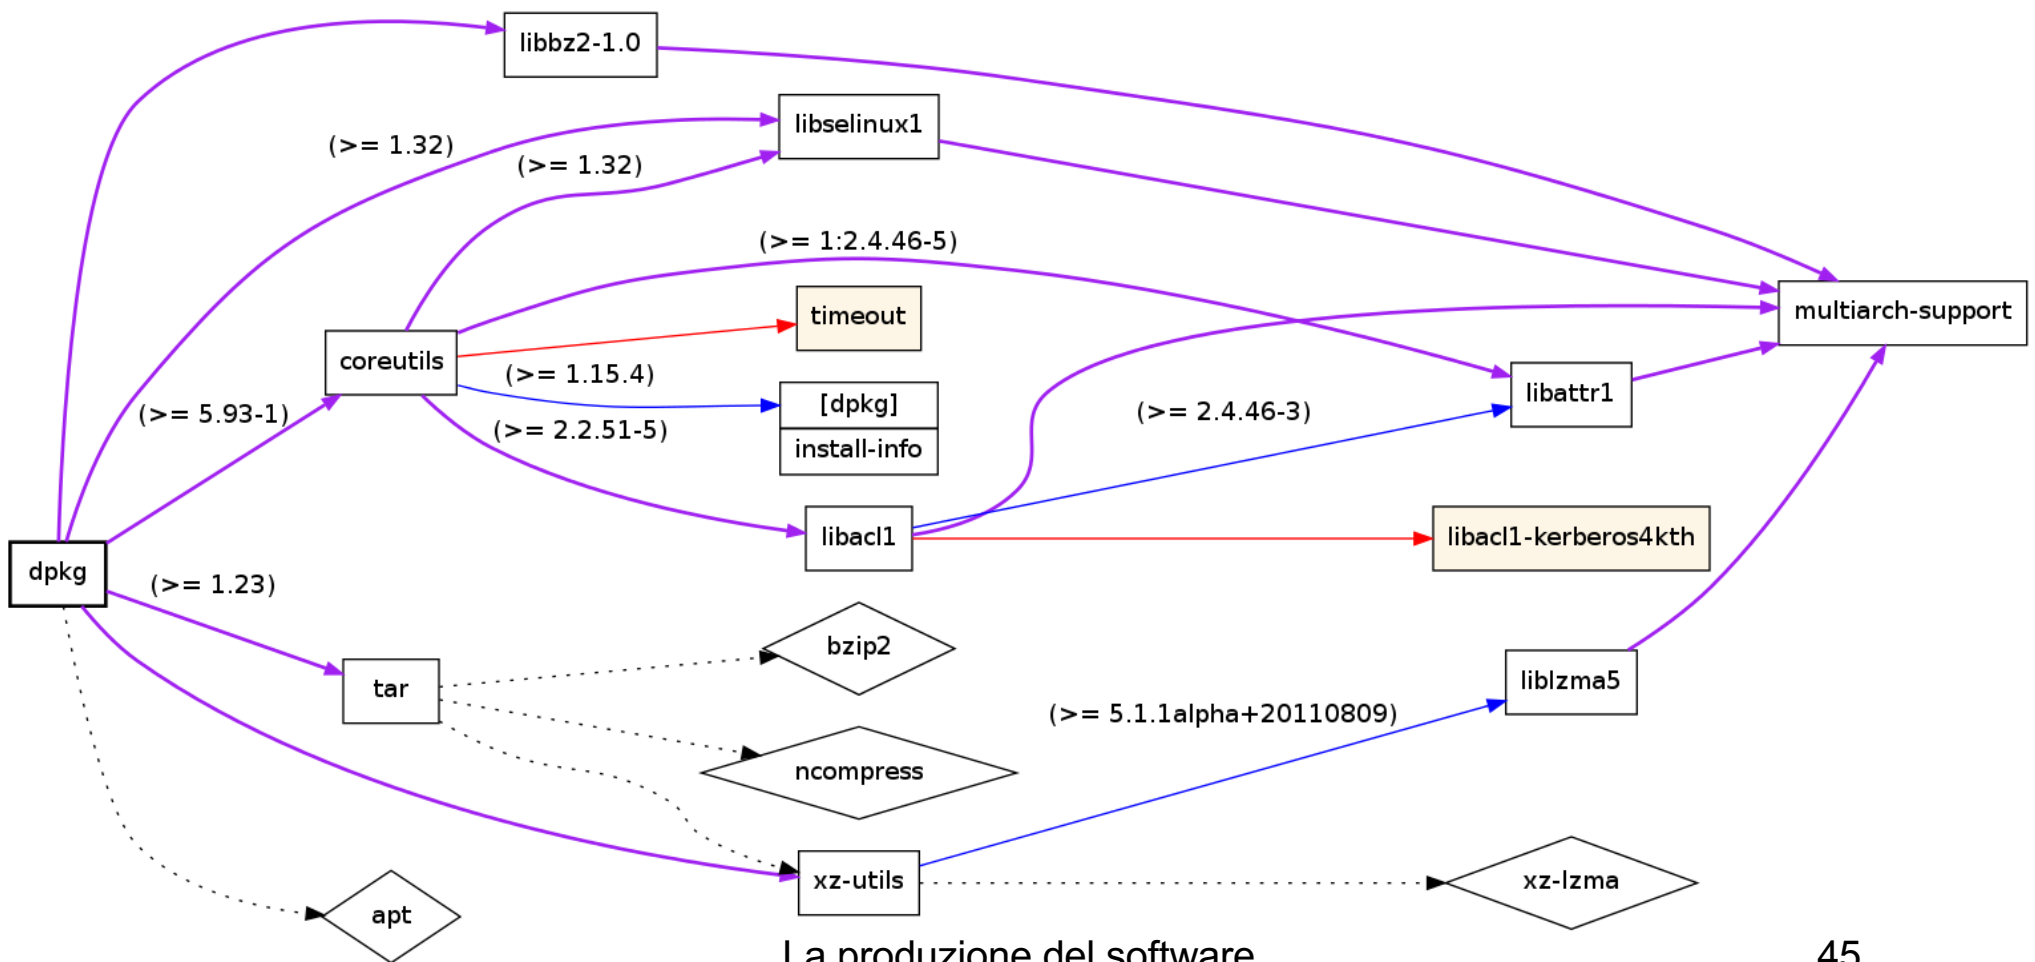 libbz2-1.0
libselinux1
(>= 1.32)
(>= 1.32)
(>= 1:2.4.46-5)
timeout
multiarch-support
coreutils
(>= 1.15.4)
[dpkg]
install-info
libattr1
(>= 5.93-1)
(>= 2.2.51-5)
(>= 2.4.46-3)
libacl1
libacl1-kerberos4kth
dpkg
(>= 1.23)
bzip2
tar
liblzma5
(>= 5.1.1alpha+20110809)
ncompress
xz-utils
xz-lzma
apt
La produzione del software
45